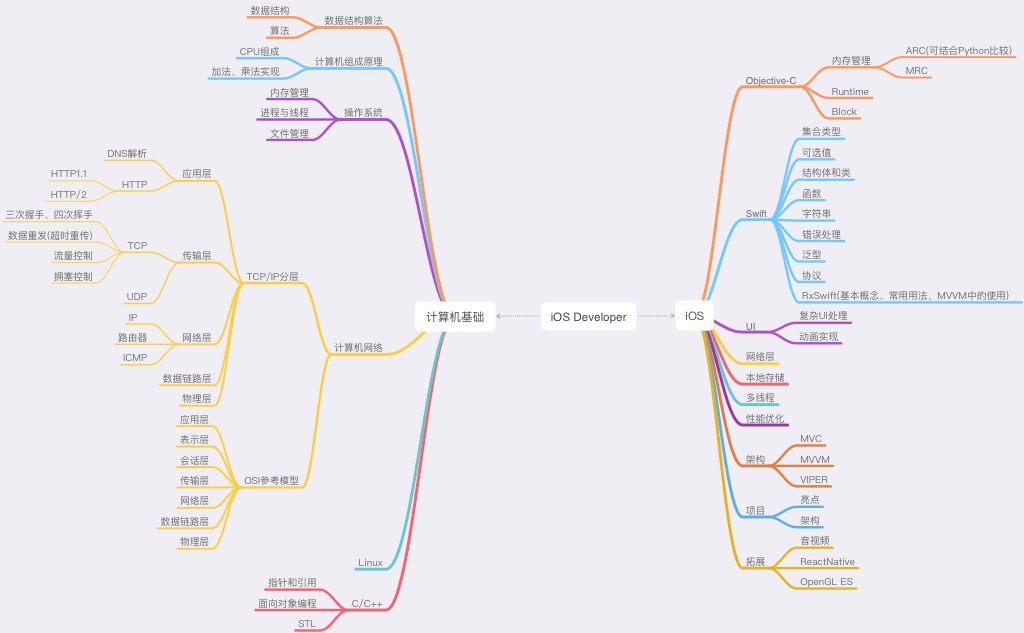 iOS Developer
计算机基础
数据结构算法
数据结构
算法
计算机组成原理
CPU组成
加法、乘法实现
操作系统
内存管理
进程与线程
文件管理
计算机网络
TCP/IP分层
应用层
DNS解析
HTTP
HTTP1.1
HTTP/2
传输层
TCP
三次握手、四次挥手
数据重发(超时重传)
流量控制
拥塞控制
UDP
网络层
IP
路由器
ICMP
数据链路层
物理层
OSI参考模型
应用层
表示层
会话层
传输层
网络层
数据链路层
物理层
Linux
C/C++
指针和引用
面向对象编程
STL
iOS
Objective-C
内存管理
ARC(可结合Python比较)
MRC
Runtime
Block
Swift
集合类型
可选值
结构体和类
函数
字符串
错误处理
泛型
协议
RxSwift(基本概念、常用用法、MVVM中的使用)
UI
复杂UI处理
动画实现
网络层
本地存储
多线程
性能优化
架构
MVC
MVVM
VIPER
项目
亮点
架构
拓展
音视频
ReactNative
OpenGL ES